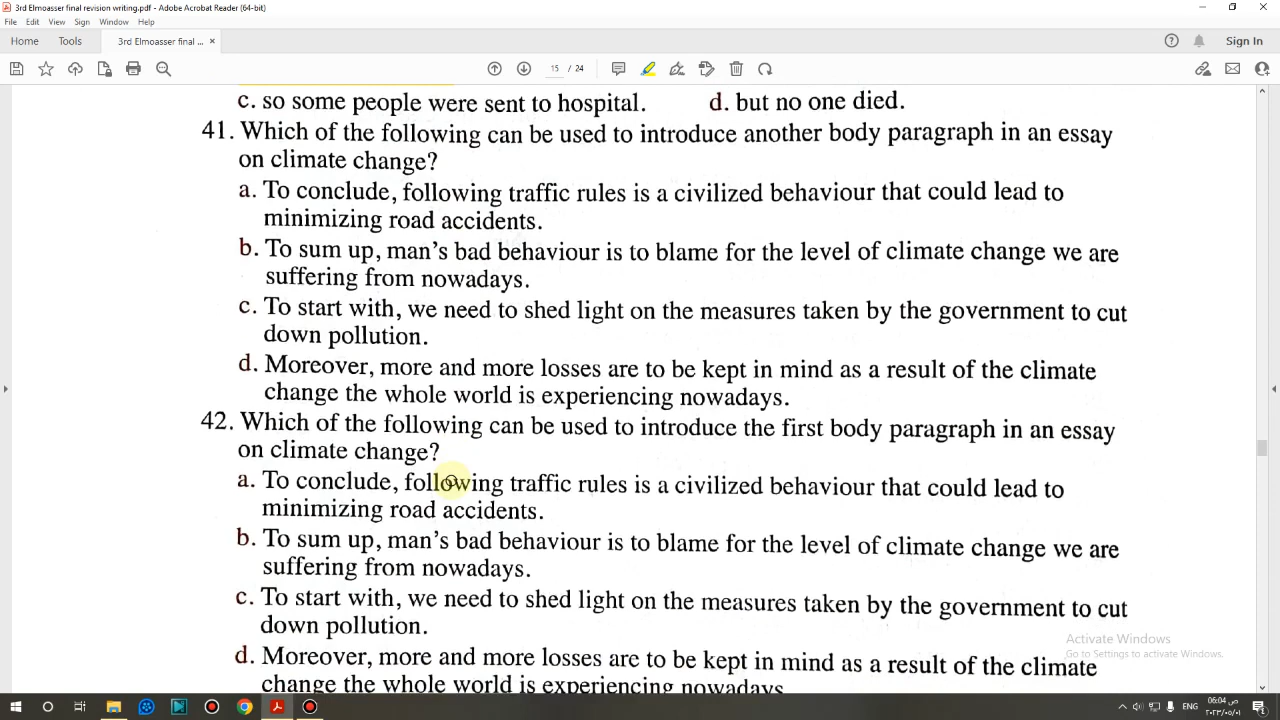 3rd Elmoasser final revision writing.pdf - Adobe Acrobat Reader (64-bit)
File Edit View Sign Window Help
Home Tools 3rd Elmoasser final ... × Sign In
15 / 24
c. so some people were sent to hospital. d. but no one died.
41. Which of the following can be used to introduce another body paragraph in an essay
on climate change?
a. To conclude, following traffic rules is a civilized behaviour that could lead to
minimizing road accidents.
b. To sum up, man's bad behaviour is to blame for the level of climate change we are
suffering from nowadays.
c. To start with, we need to shed light on the measures taken by the government to cut
down pollution.
d. Moreover, more and more losses are to be kept in mind as a result of the climate
change the whole world is experiencing nowadays.
42. Which of the following can be used to introduce the first body paragraph in an essay
on climate change?
a. To conclude, following traffic rules is a civilized behaviour that could lead to
minimizing road accidents.
b. To sum up, man's bad behaviour is to blame for the level of climate change we are
suffering from nowadays.
c. To start with, we need to shed light on the measures taken by the government to cut
down pollution.
d. Moreover, more and more losses are to be kept in mind as a result of the climate
change the whole world is experiencing nowadays
Activate Windows
Go to Settings to activate Windows.
ENG 06:04 ص